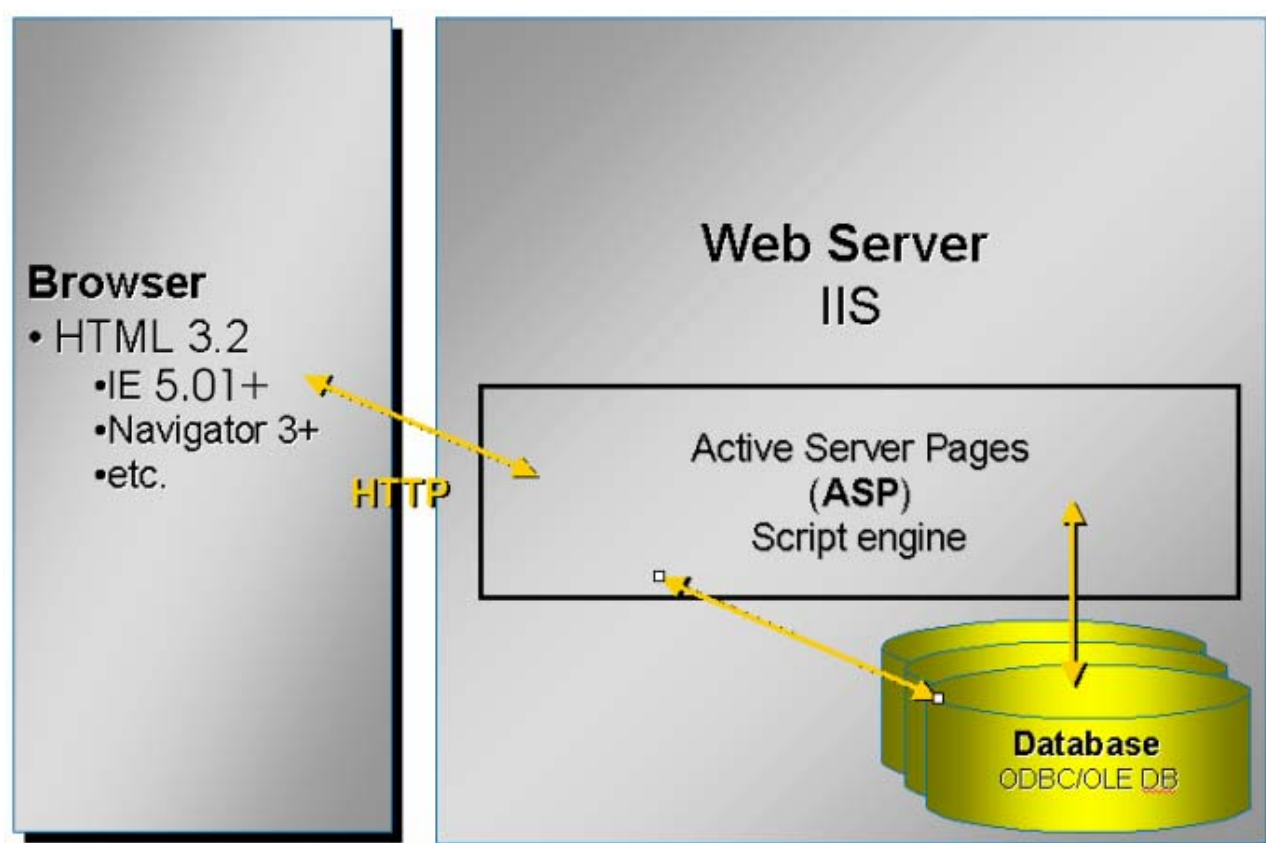 Browser
• HTML 3.2
•IE 5.01+
•Navigator 3+
•etc.
HTTP
Web Server
IIS
Active Server Pages
(ASP)
Script engine
Database
ODBC/OLE DB